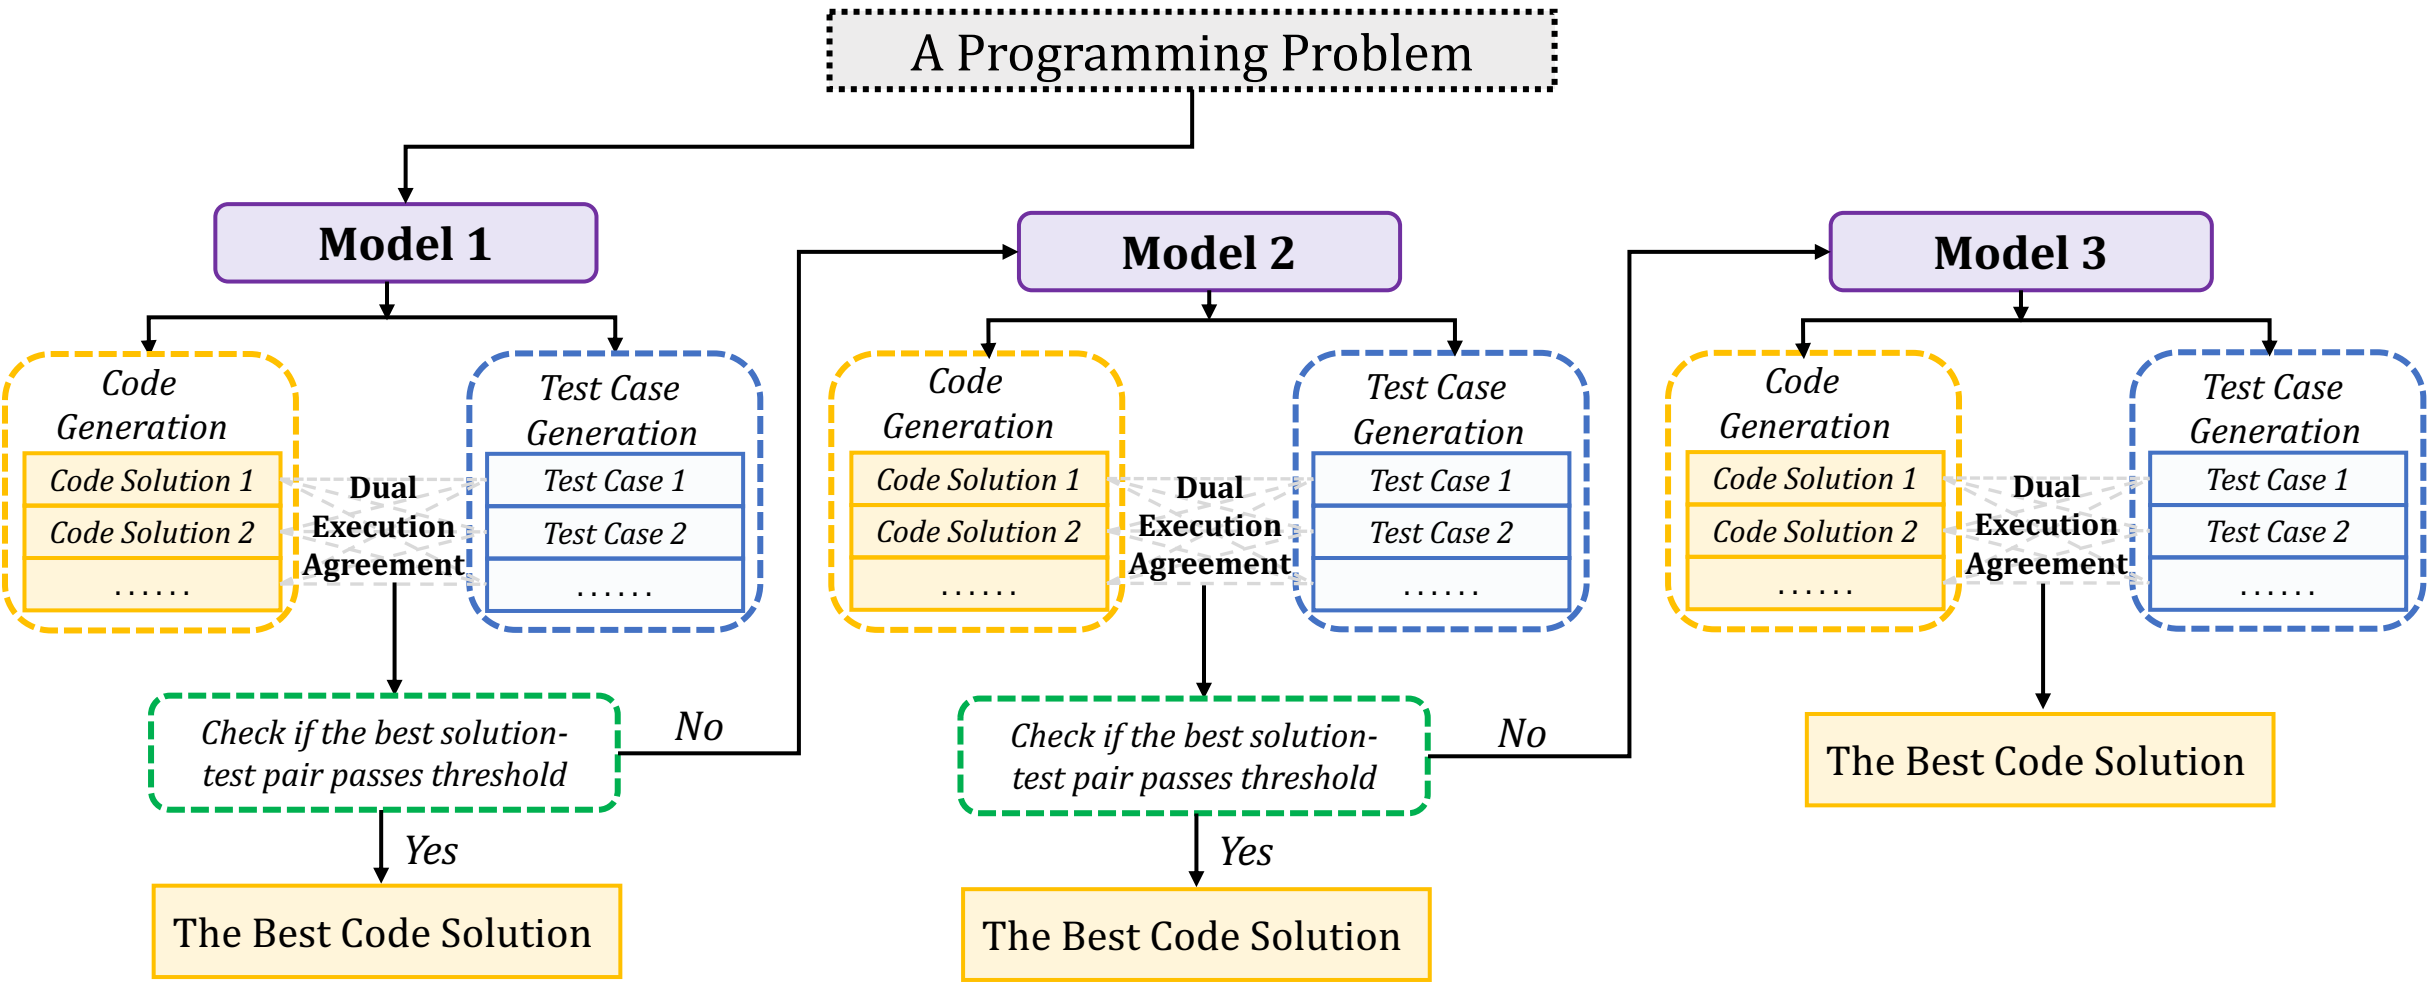 A Programming Problem
Model 1
Code
Generation
Code Solution 1
Code Solution 2
......
Dual
Execution
Agreement
Test Case
Generation
Test Case 1
Test Case 2
......
Check if the best solution-
test pair passes threshold
No
Yes
The Best Code Solution
Model 2
Code
Generation
Code Solution 1
Code Solution 2
......
Dual
Execution
Agreement
Test Case
Generation
Test Case 1
Test Case 2
......
Check if the best solution-
test pair passes threshold
No
Yes
The Best Code Solution
Model 3
Code
Generation
Code Solution 1
Code Solution 2
......
Dual
Execution
Agreement
Test Case
Generation
Test Case 1
Test Case 2
......
The Best Code Solution